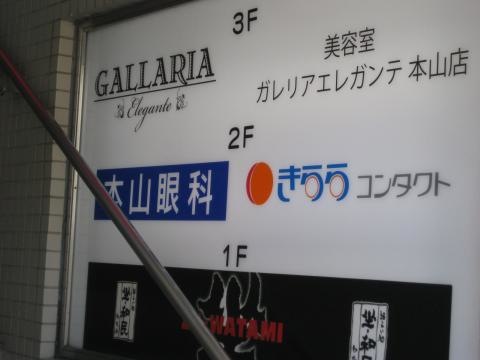 3F
GALLARIA
Elegante
美容室
ガレリアエレガンテ 本山店
2F
本山眼科
きらら コンタクト
1F
WATAMI